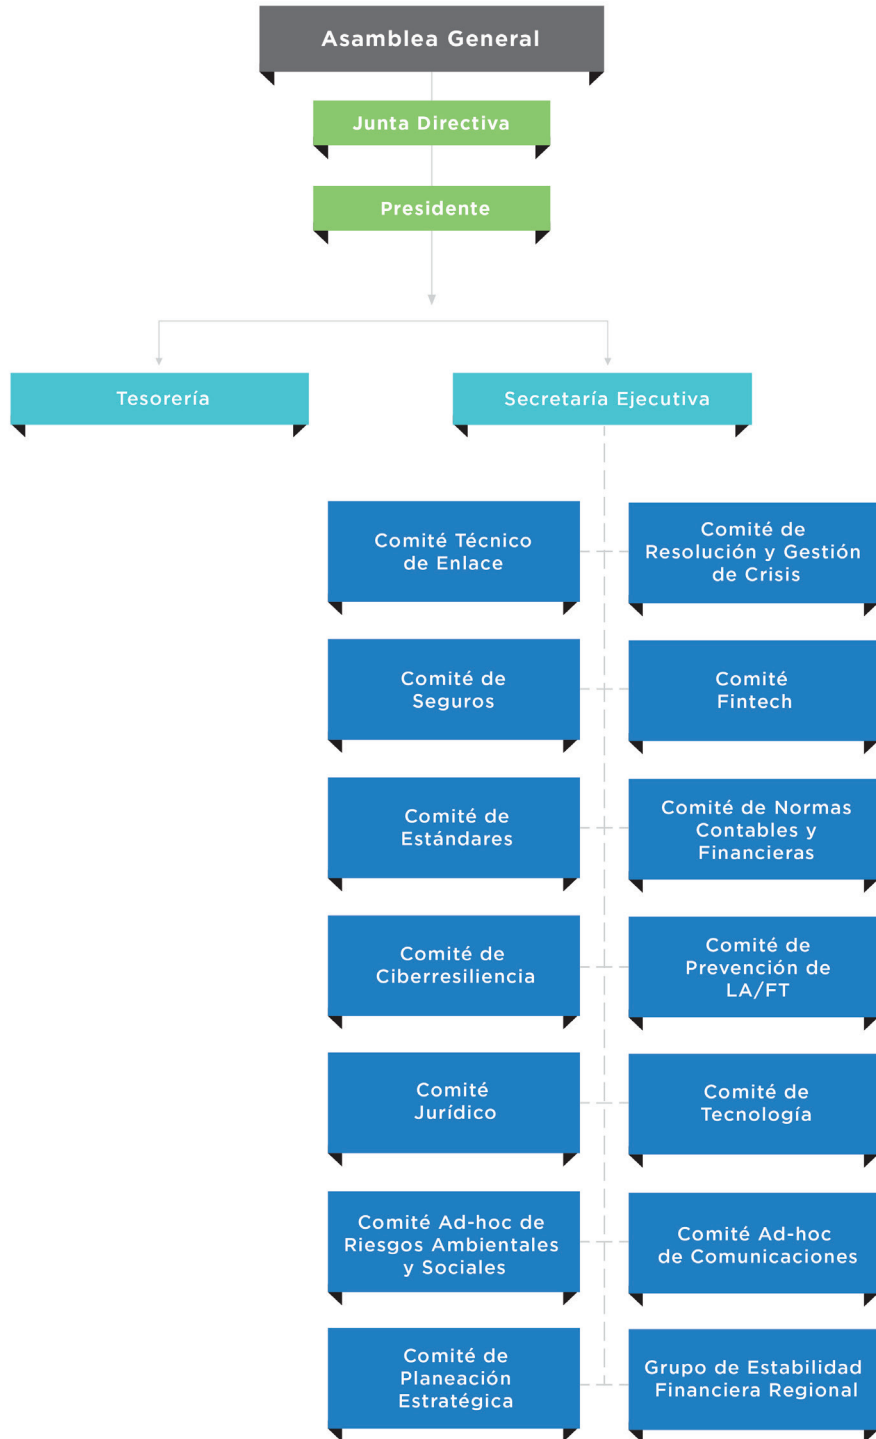 Asamblea General
Junta Directiva
Presidente
Tesorería
Secretaría Ejecutiva
Comité Técnico
de Enlace
Comité de
Resolución y Gestión
de Crisis
Comité de
Seguros
Comité
Fintech
Comité de
Estándares
Comité de Normas
Contables y
Financieras
Comité de
Ciberresiliencia
Comité de
Prevención de
LA/FT
Comité
Jurídico
Comité de
Tecnología
Comité Ad-hoc de
Riesgos Ambientales
y Sociales
Comité Ad-hoc
de Comunicaciones
Comité de
Planeación
Estratégica
Grupo de Estabilidad
Financiera Regional